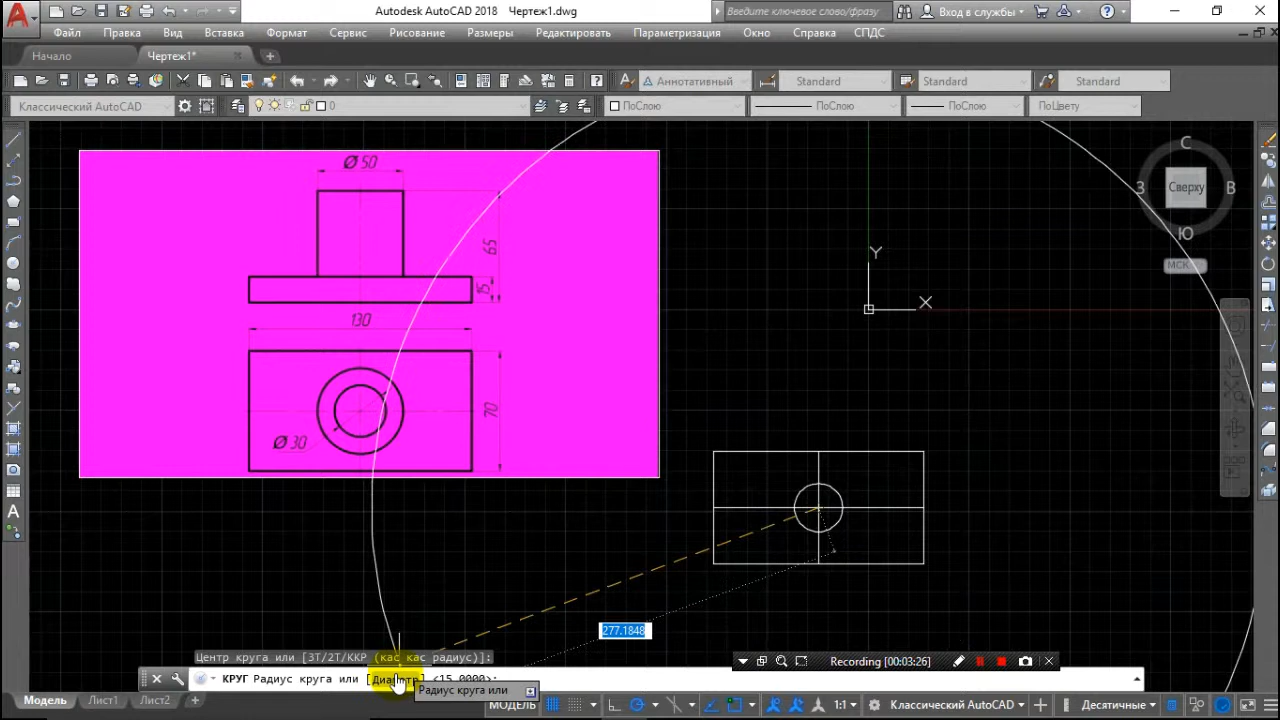 Autodesk AutoCAD 2018 Чертеж1.dwg
Введите ключевое слово/фразу
Вход в службы
Файл Правка Вид Вставка Формат Сервис Рисование Размеры Редактировать Параметризация Окно Справка СПДС
Начало Чертеж1*
Аннотативный Standard Standard Standard
Классический AutoCAD 0 ПоСлою ПоСлою ПоСлою ПоЦвету
Ø 50
65
15
130
70
Ø 30
С
З Сверху В
Ю
МСК
Y
X
277.1848
Центр круга или [3Т/2Т/ККР (кас кас радиус)]:
Recording [00:03:26]
КРУГ Радиус круга или [Диаметр] <15.0000>:
Радиус круга или
Модель Лист1 Лист2 +
МОДЕЛЬ 1:1 Классический AutoCAD Десятичные